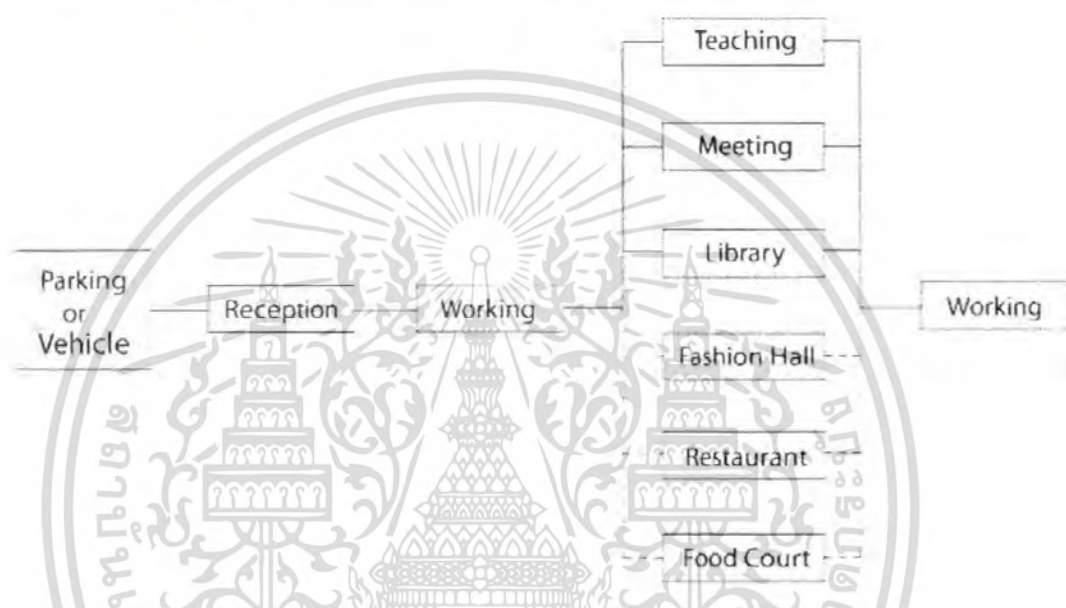 Parking
or
Vehicle
Reception
Working
Teaching
Meeting
Library
Fashion Hall
Restaurant
Food Court
Working